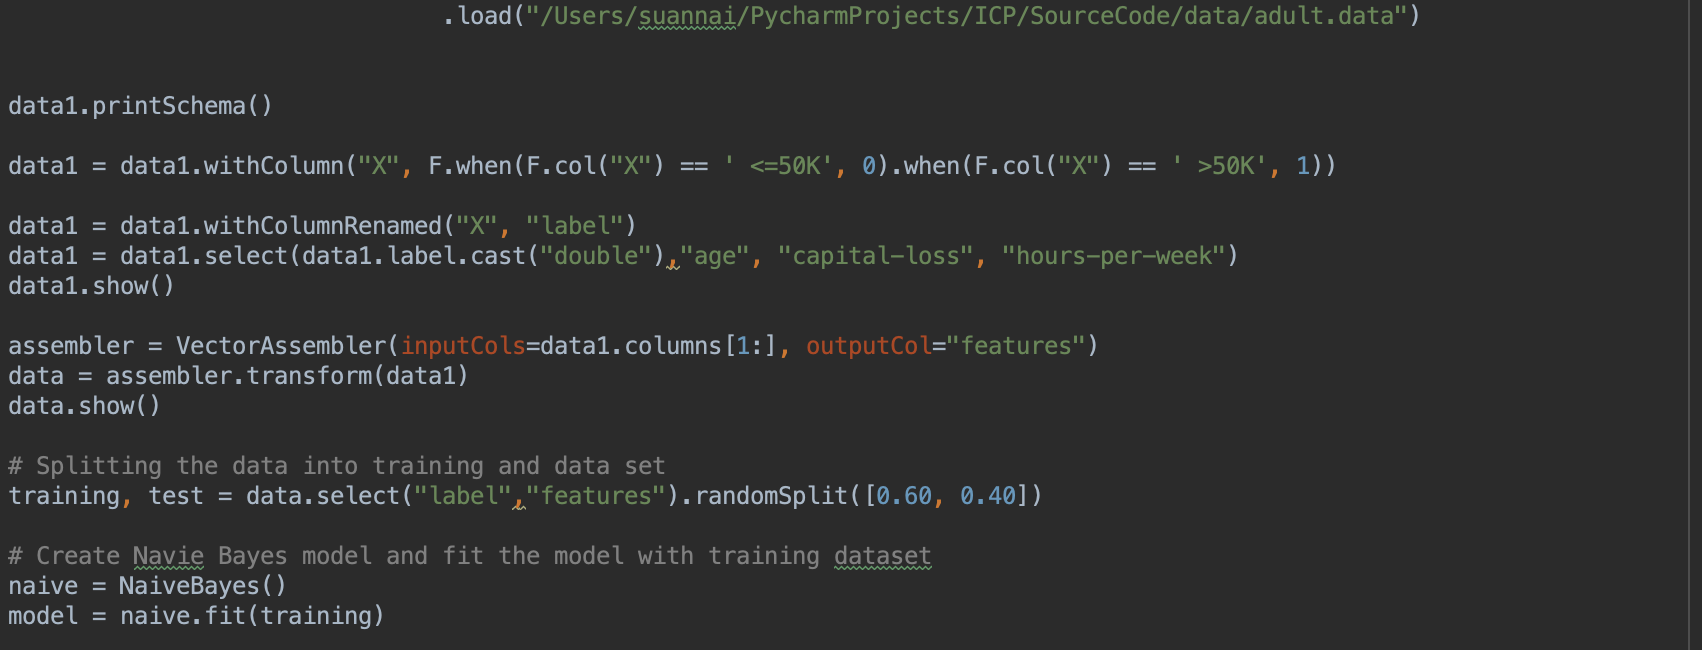 .load("/Users/suannai/PycharmProjects/ICP/SourceCode/data/adult.data")
data1.printSchema()
data1 = data1.withColumn("X", F.when(F.col("X") == ' <=50K', 0).when(F.col("X") == ' >50K', 1))
data1 = data1.withColumnRenamed("X", "label")
data1 = data1.select(data1.label.cast("double"),"age", "capital-loss", "hours-per-week")
data1.show()
assembler = VectorAssembler(inputCols=data1.columns[1:], outputCol="features")
data = assembler.transform(data1)
data.show()
# Splitting the data into training and data set
training, test = data.select("label","features").randomSplit([0.60, 0.40])
# Create Navie Bayes model and fit the model with training dataset
naive = NaiveBayes()
model = naive.fit(training)